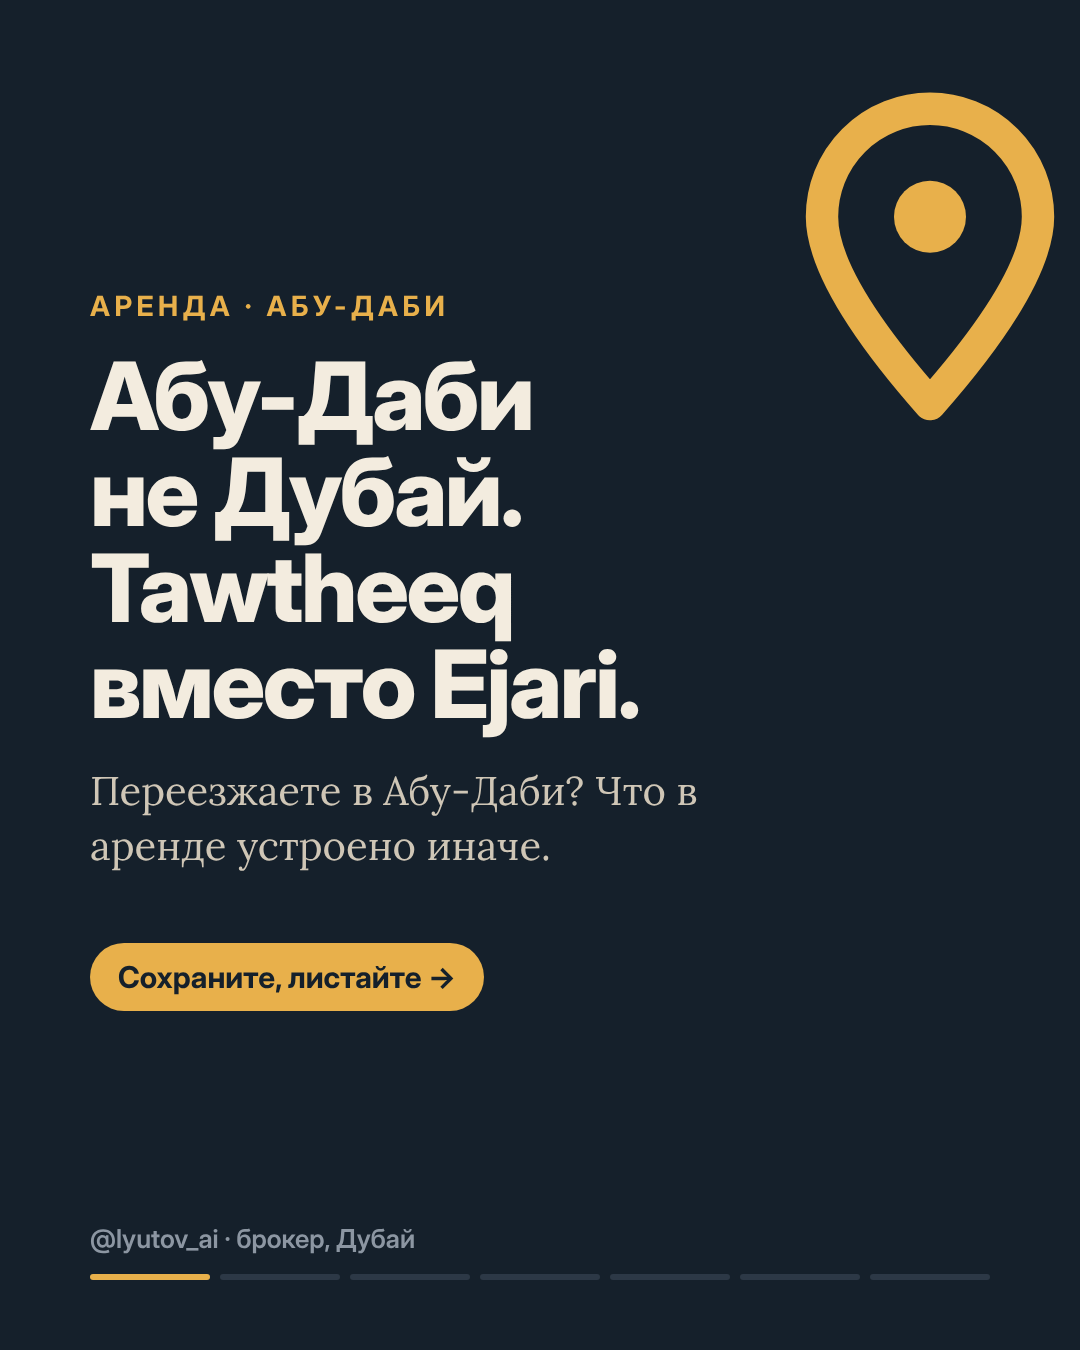 АРЕНДА · АБУ-ДАБИ
Абу-Даби
не Дубай.
Tawtheeq
вместо Ejari.
Переезжаете в Абу-Даби? Что в
аренде устроено иначе.
Сохраните, листайте →
@lyutov_ai · брокер, Дубай